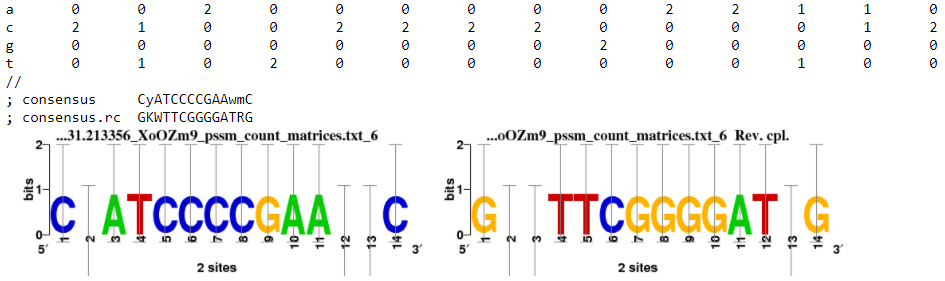 a 0 0 2 0 0 0 0 0 0 2 2 1 1 0
c 2 1 0 0 2 2 2 2 0 0 0 0 1 2
g 0 0 0 0 0 0 0 0 2 0 0 0 0 0
t 0 1 0 2 0 0 0 0 0 0 0 1 0 0
//
; consensus CyATCCCCGAAwmC
; consensus.rc GKWTTCGGGGATRG
...31.213356_XoOZm9_pssm_count_matrices.txt_6
2
1
0
bits
C ATCCCCGAA C
5′ 1 2 3 4 5 6 7 8 9 10 11 12 13 14 3′
2 sites
...oOZm9_pssm_count_matrices.txt_6 Rev. cpl.
2
1
0
bits
G TTCGGGGAT G
5′ 1 2 3 4 5 6 7 8 9 10 11 12 13 14 3′
2 sites